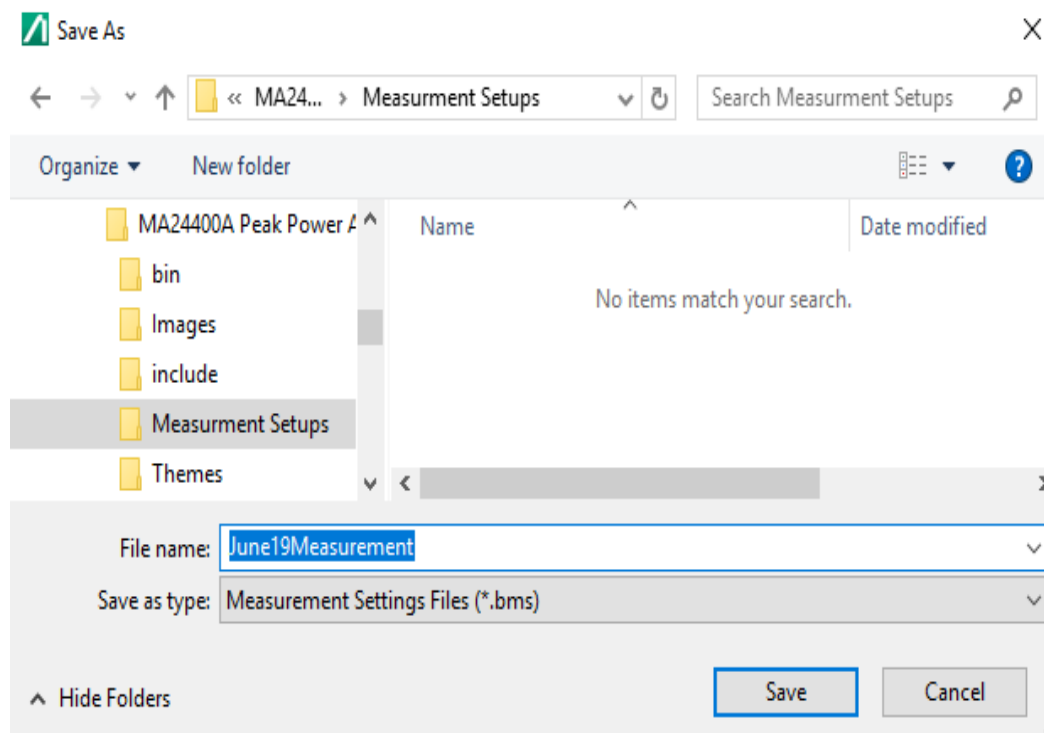 Save As
« MA24... › Measurment Setups
Search Measurment Setups
Organize
New folder
MA24400A Peak Power A
Name
Date modified
bin
No items match your search.
Images
include
Measurment Setups
Themes
File name: June19Measurement
Save as type: Measurement Settings Files (*.bms)
Hide Folders
Save
Cancel